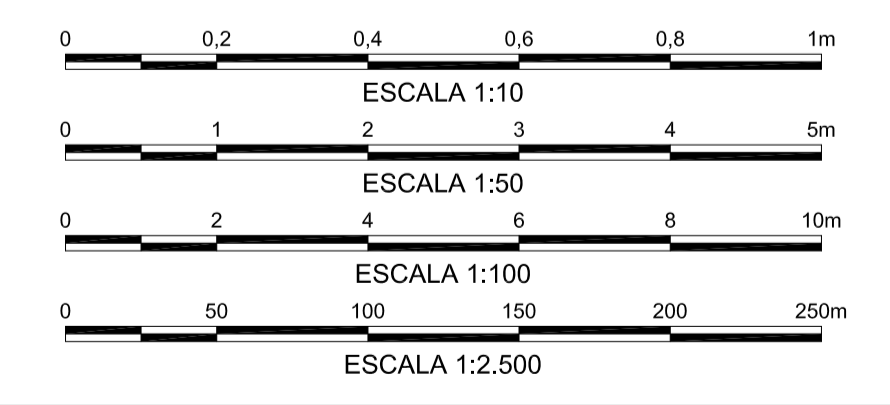 0 0,2 0,4 0,6 0,8 1m
ESCALA 1:10
0 1 2 3 4 5m
ESCALA 1:50
0 2 4 6 8 10m
ESCALA 1:100
0 50 100 150 200 250m
ESCALA 1:2.500